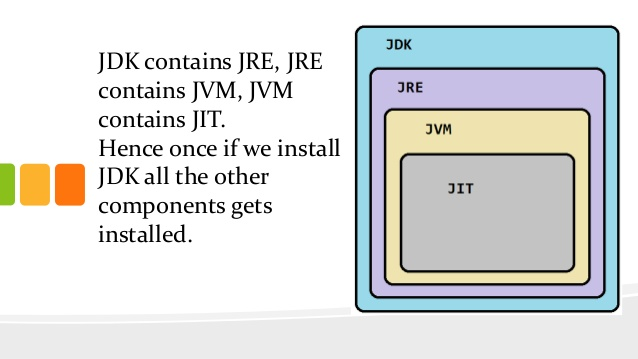 JDK contains JRE, JRE
contains JVM, JVM
contains JIT.
Hence once if we install
JDK all the other
components gets
installed.
JDK
JRE
JVM
JIT